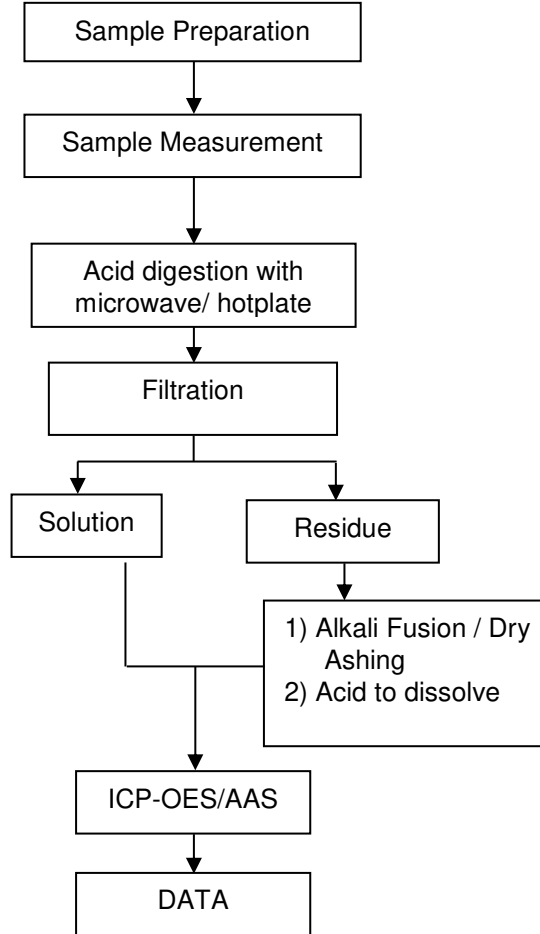 Sample Preparation
Sample Measurement
Acid digestion with
microwave/ hotplate
Filtration
Solution
Residue
1) Alkali Fusion / Dry
Ashing
2) Acid to dissolve
ICP-OES/AAS
DATA